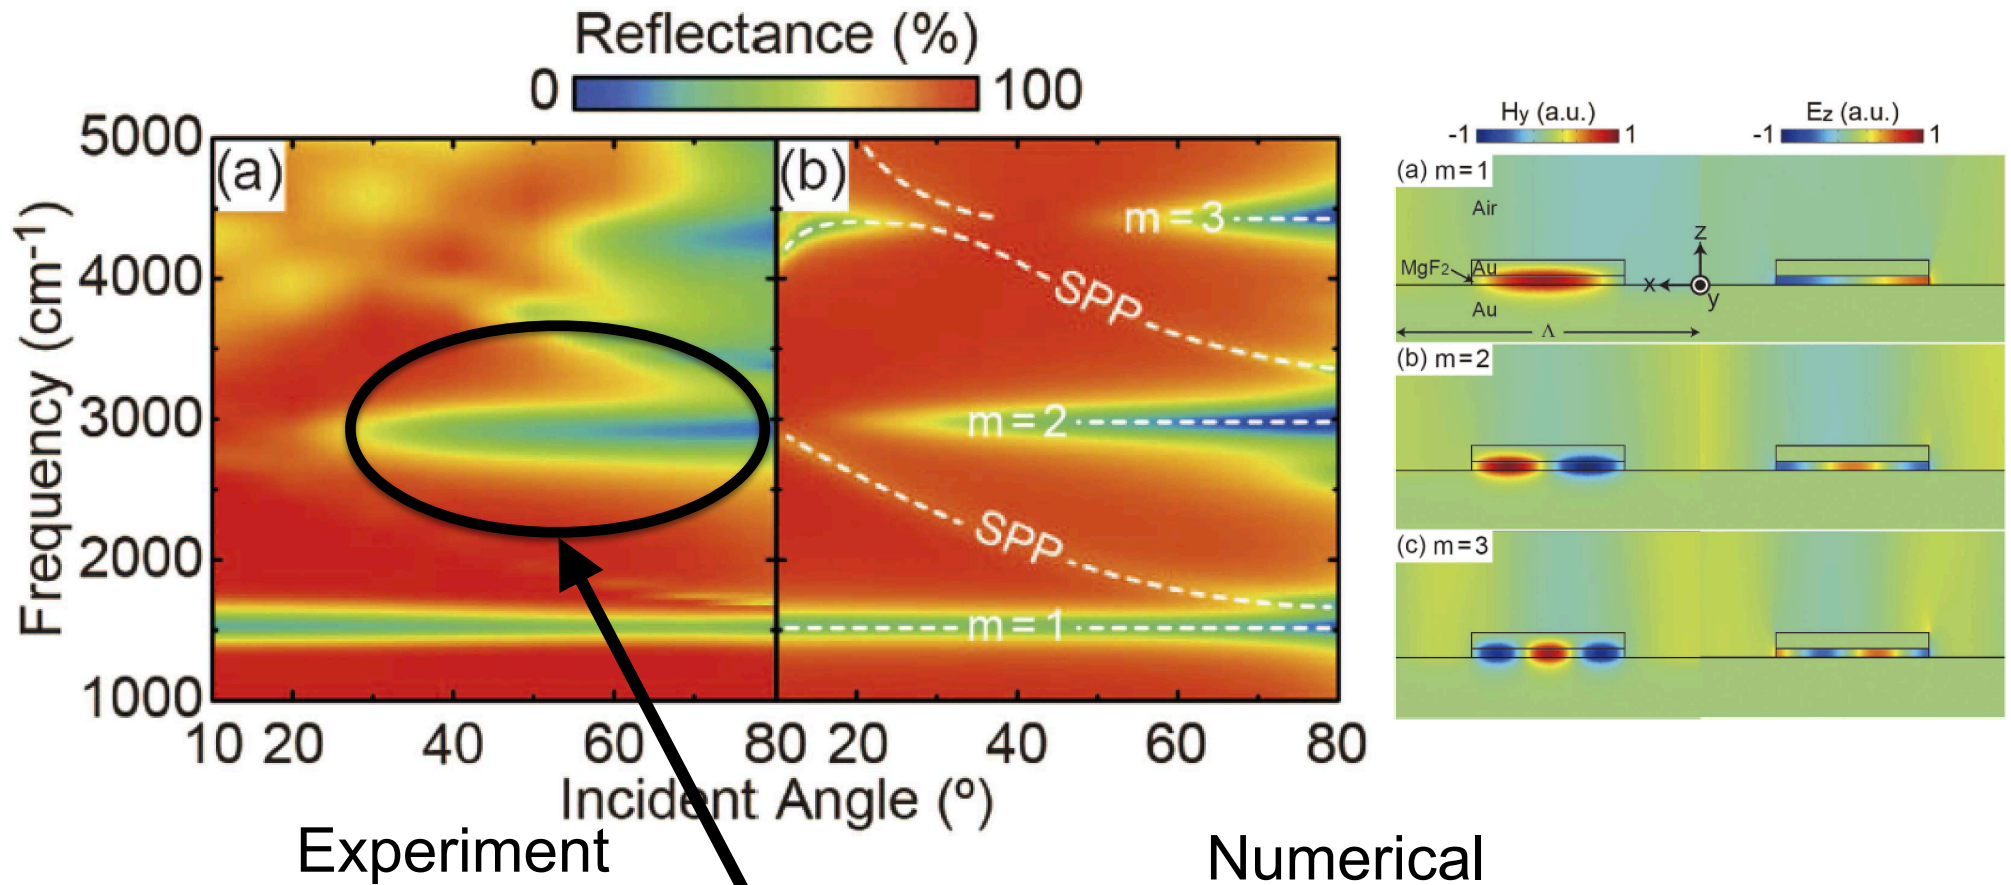 Reflectance (%)
0 100
Frequency (cm-1)
5000
4000
3000
2000
1000
(a)
(b)
m = 3
SPP
m = 2
SPP
m = 1
10 20 40 60 80 20 40 60 80
Incident Angle (º)
Experiment
Numerical
Hy (a.u.)
-1 1
Ez (a.u.)
-1 1
(a) m=1
Air
MgF2
Au
Au
z
x
y
Λ
(b) m=2
(c) m=3